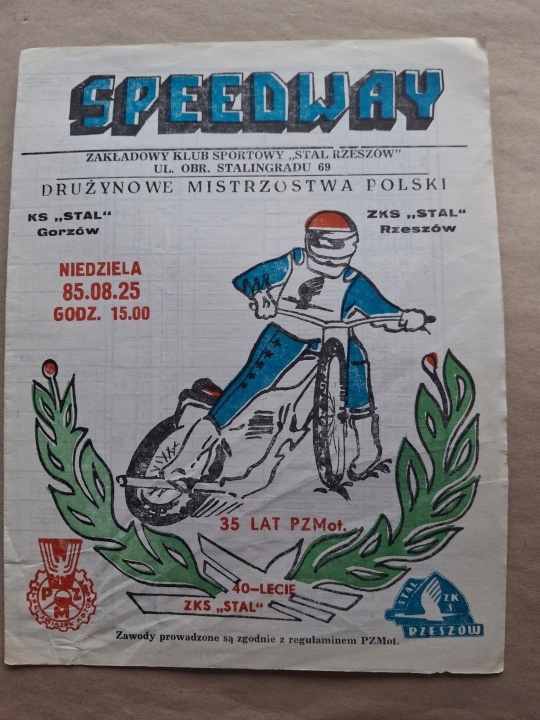 SPEEDWAY
ZAKŁADOWY KLUB SPORTOWY „STAL RZESZÓW"
UL. OBR. STALINGRADU 69
DRUŻYNOWE MISTRZOSTWA POLSKI
KS „STAL"
Gorzów
ZKS „STAL"
Rzeszów
NIEDZIELA
85.08.25
GODZ. 15.00
35 LAT PZMot.
40-LECIE
ZKS „STAL"
P Z
M
STAL ZKS
RZESZÓW
Zawody prowadzone są zgodnie z regulaminem PZMot.